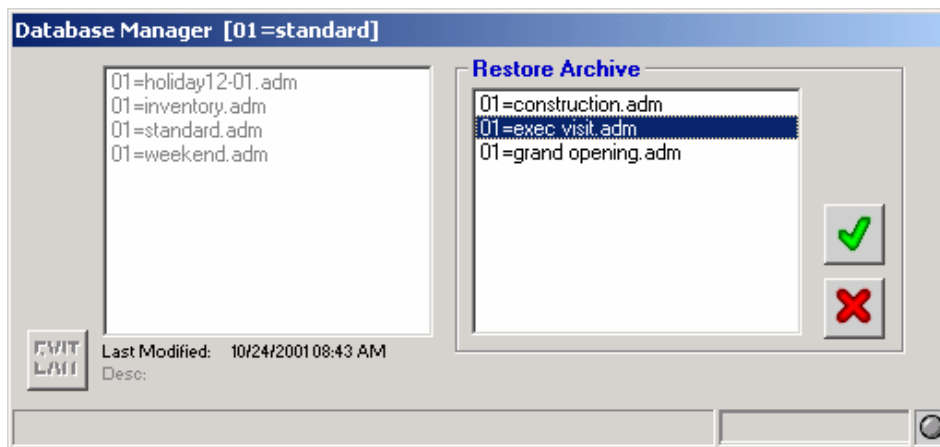 Database Manager [01=standard]
01=holiday12-01.adm
01=inventory.adm
01=standard.adm
01=weekend.adm
Restore Archive
01=construction.adm
01=exec visit.adm
01=grand opening.adm
EXIT
Last Modified: 10/24/2001 08:43 AM
Desc: